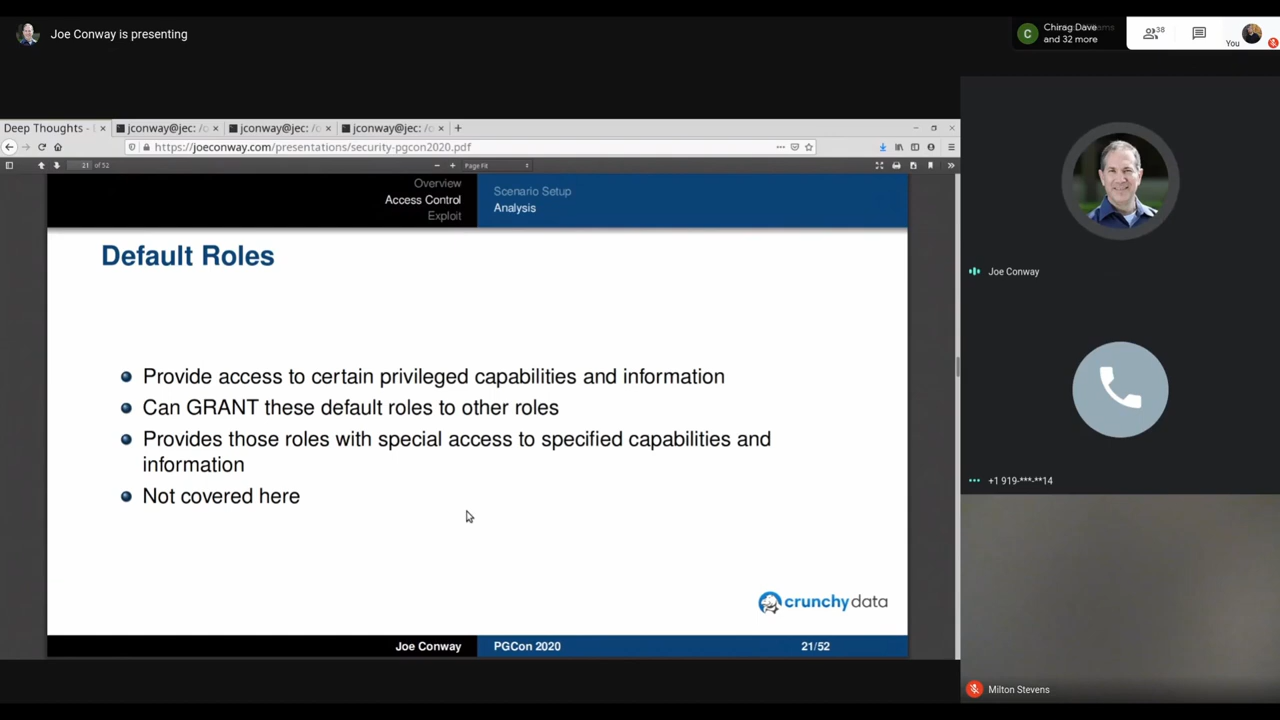 Joe Conway is presenting
C
Chirag Dave
and 32 more
38
You
Deep Thoughts -
jconway@jec: /
jconway@jec: /
jconway@jec: /
https://joeconway.com/presentations/security-pgcon2020.pdf
21 of 52
Page Fit
Overview
Access Control
Exploit
Scenario Setup
Analysis
Default Roles
Provide access to certain privileged capabilities and information
Can GRANT these default roles to other roles
Provides those roles with special access to specified capabilities and
information
Not covered here
crunchydata
Joe Conway
PGCon 2020
21/52
Joe Conway
+1 919-***-**14
Milton Stevens